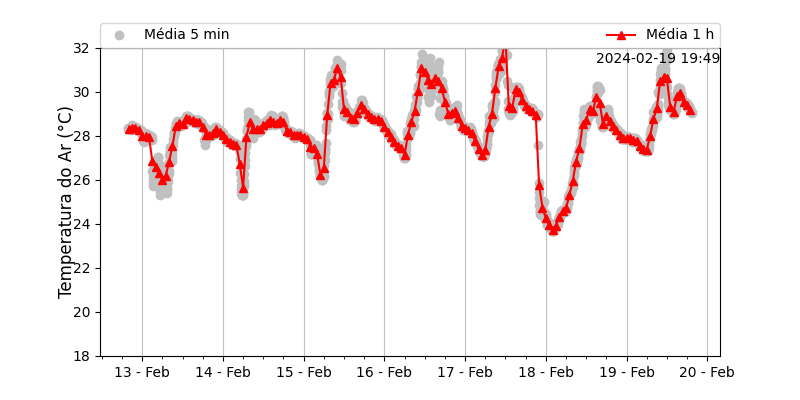 Média 5 min
Média 1 h
2024-02-19 19:49
Temperatura do Ar (°C)
32
30
28
26
24
22
20
18
13 - Feb
14 - Feb
15 - Feb
16 - Feb
17 - Feb
18 - Feb
19 - Feb
20 - Feb